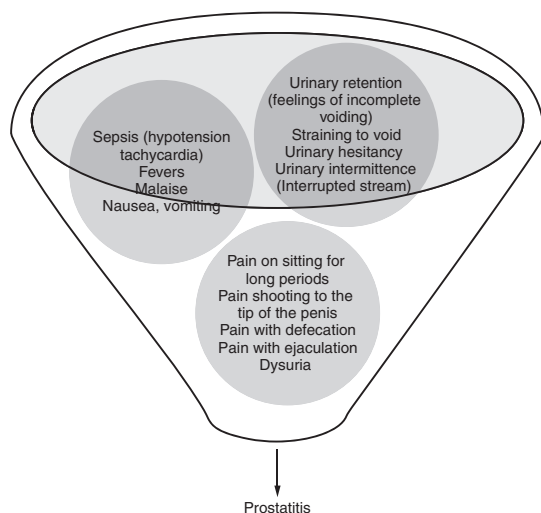 Urinary retention
(feelings of incomplete
voiding)
Straining to void
Urinary hesitancy
Urinary intermittence
(Interrupted stream)
Sepsis (hypotension
tachycardia)
Fevers
Malaise
Nausea, vomiting
Pain on sitting for
long periods
Pain shooting to the
tip of the penis
Pain with defecation
Pain with ejaculation
Dysuria
Prostatitis